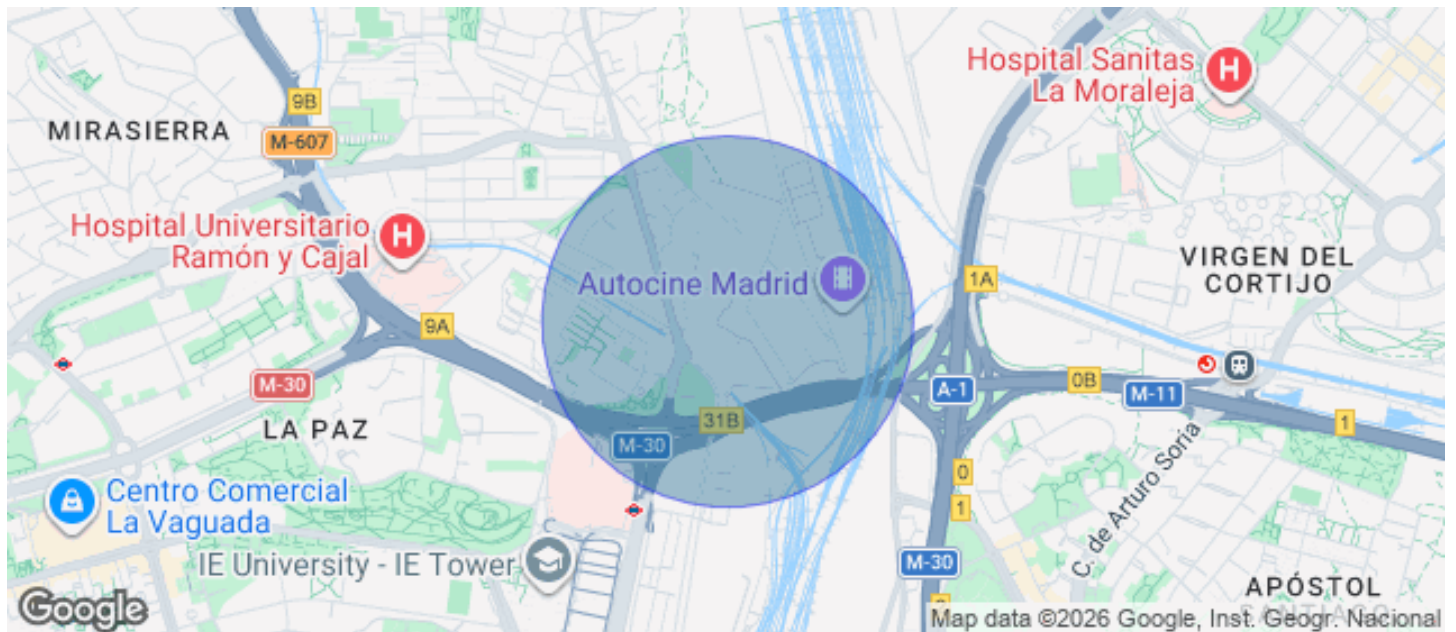 Hospital Sanitas
La Moraleja
9B
MIRASIERRA
M-607
Hospital Universitario
Ramón y Cajal
VIRGEN DEL
CORTIJO
Autocine Madrid
1A
9A
M-30
A-1
0B
M-11
31B
1
LA PAZ
M-30
C. de Arturo Soria
0
1
Centro Comercial
La Vaguada
IE University - IE Tower
M-30
APÓSTOL
SANTIAGO
Google
Map data ©2026 Google, Inst. Geogr. Nacional